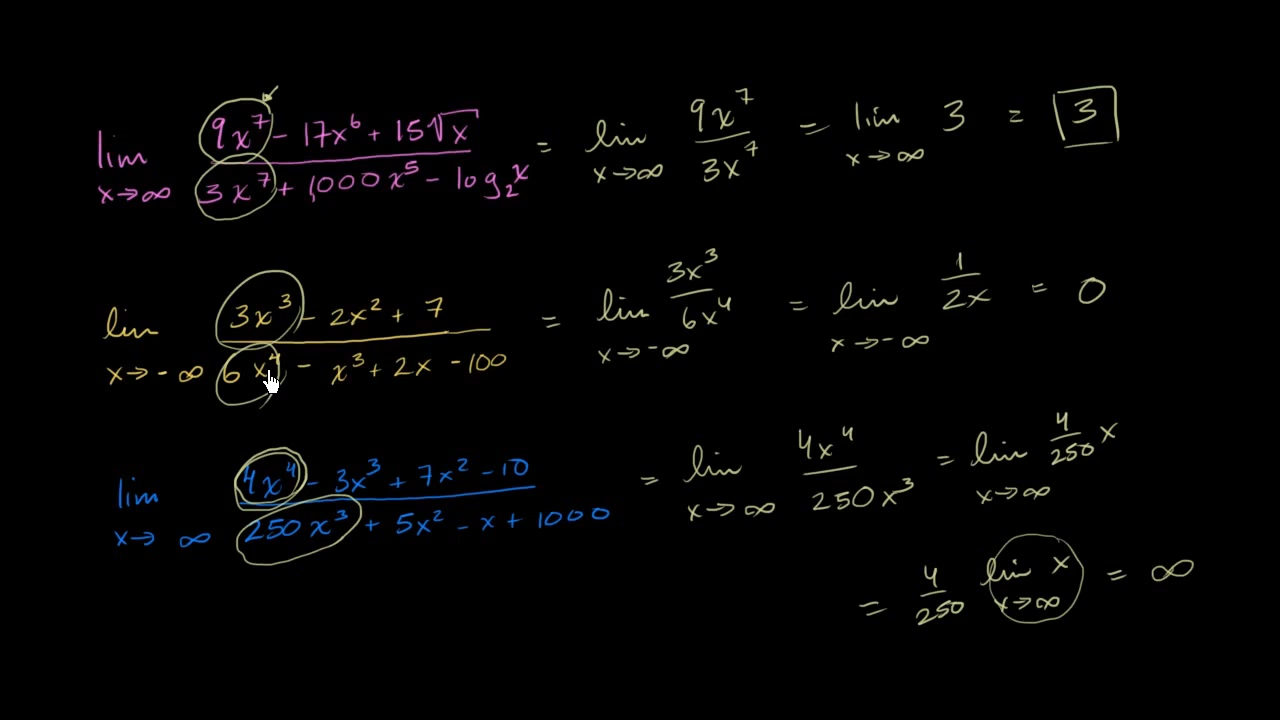 lim x→∞ (9x⁷ - 17x⁶ + 15√x)/(3x⁷ + 1,000x⁵ - log₂x) = lim x→∞ 9x⁷/3x⁷ = lim x→∞ 3 = 3
lim x→-∞ (3x³ - 2x² + 7)/(6x⁴ - x³ + 2x - 100) = lim x→-∞ 3x³/6x⁴ = lim x→-∞ 1/2x = 0
lim x→∞ (4x⁴ - 3x³ + 7x² - 10)/(250x³ + 5x² - x + 1000) = lim x→∞ 4x⁴/250x³ = lim x→∞ 4/250 x
= 4/250 lim x→∞ x = ∞